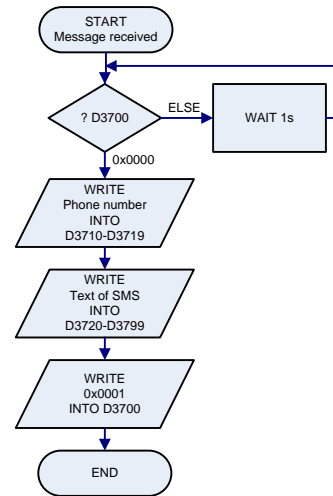 START
Message received
? D3700
ELSE
WAIT 1s
0x0000
WRITE
Phone number
INTO
D3710-D3719
WRITE
Text of SMS
INTO
D3720-D3799
WRITE
0x0001
INTO D3700
END